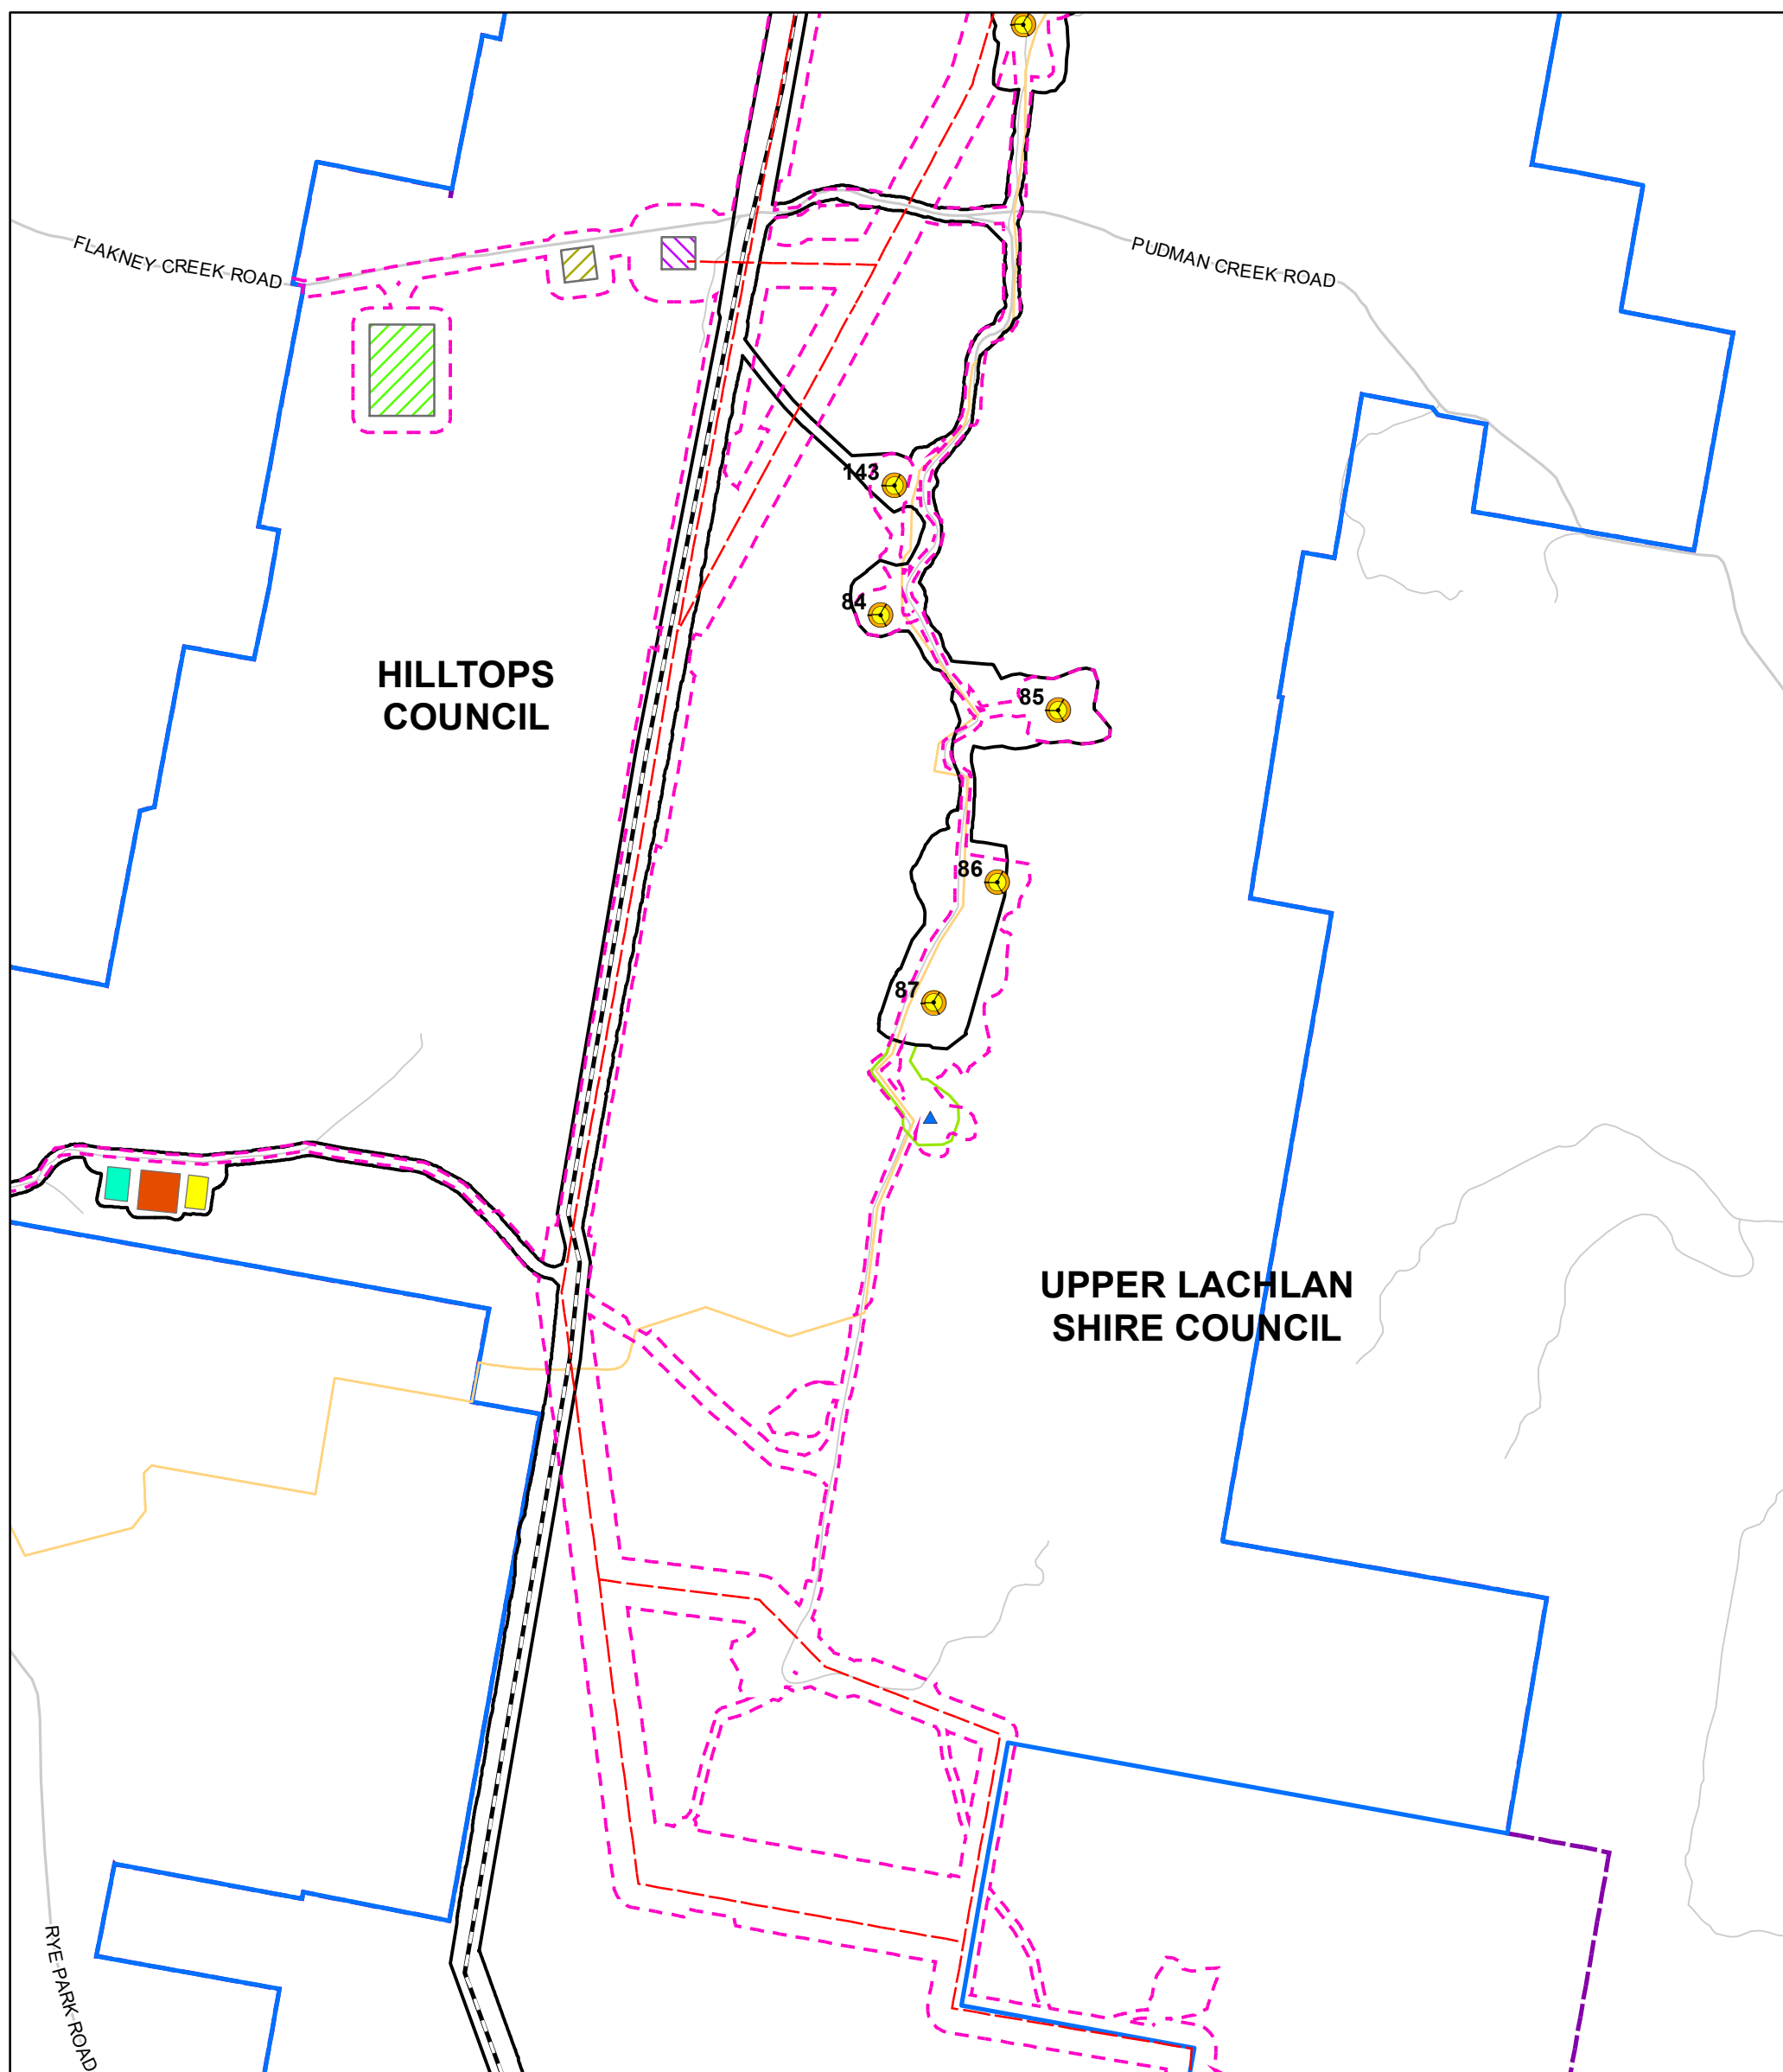 FLAKNEY CREEK ROAD
PUDMAN CREEK ROAD
143
84
HILLTOPS
COUNCIL
85
86
87
UPPER LACHLAN
SHIRE COUNCIL
RYE PARK ROAD